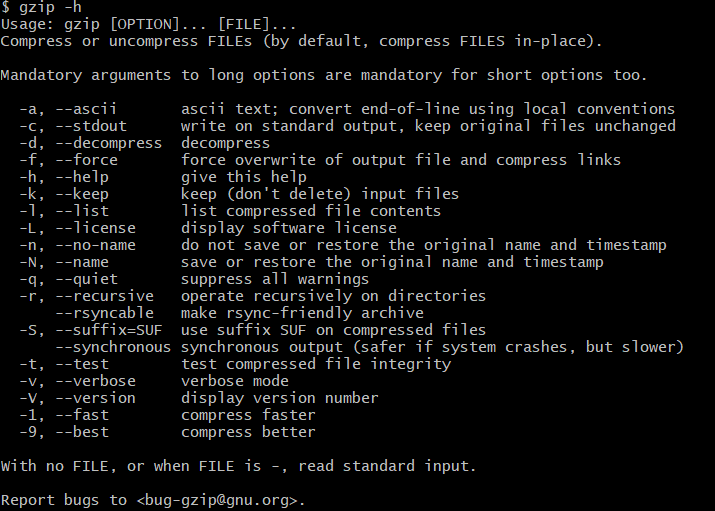 $ gzip -h
Usage: gzip [OPTION]... [FILE]...
Compress or uncompress FILEs (by default, compress FILES in-place).

Mandatory arguments to long options are mandatory for short options too.

  -a, --ascii       ascii text; convert end-of-line using local conventions
  -c, --stdout      write on standard output, keep original files unchanged
  -d, --decompress  decompress
  -f, --force       force overwrite of output file and compress links
  -h, --help        give this help
  -k, --keep        keep (don't delete) input files
  -l, --list        list compressed file contents
  -L, --license     display software license
  -n, --no-name     do not save or restore the original name and timestamp
  -N, --name        save or restore the original name and timestamp
  -q, --quiet       suppress all warnings
  -r, --recursive   operate recursively on directories
      --rsyncable   make rsync-friendly archive
  -S, --suffix=SUF  use suffix SUF on compressed files
      --synchronous synchronous output (safer if system crashes, but slower)
  -t, --test        test compressed file integrity
  -v, --verbose     verbose mode
  -V, --version     display version number
  -1, --fast        compress faster
  -9, --best        compress better

With no FILE, or when FILE is -, read standard input.

Report bugs to <bug-gzip@gnu.org>.